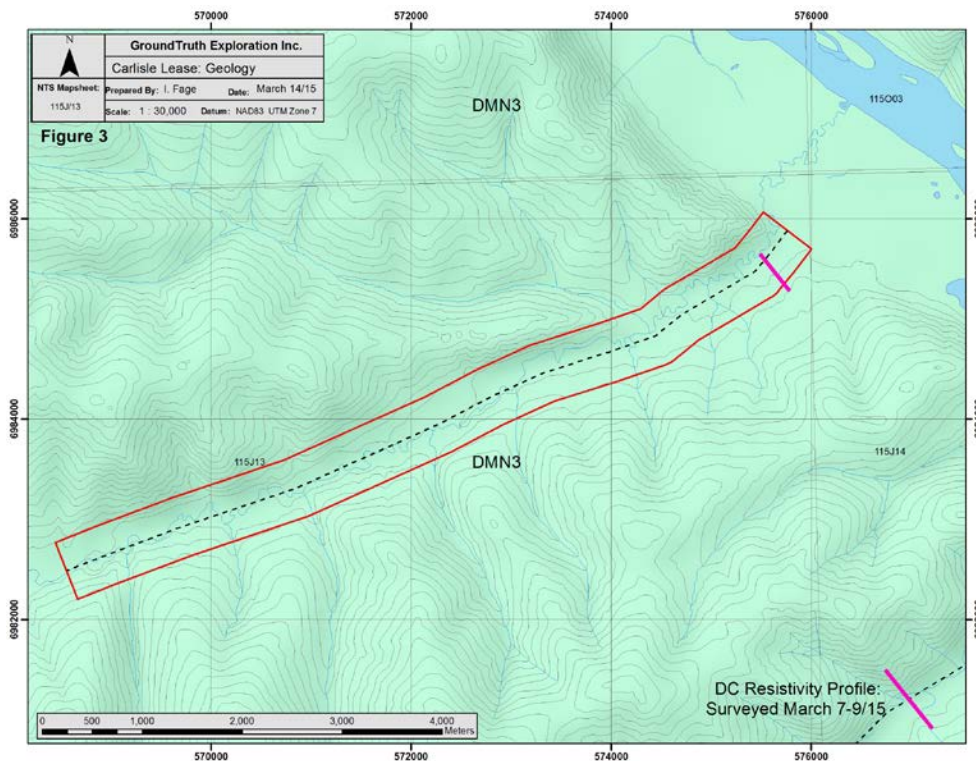 570000 572000 574000 576000
N
GroundTruth Exploration Inc.
Carlisle Lease: Geology
NTS Mapsheet:
115J/13
Prepared By: I. Fage Date: March 14/15
Scale: 1 : 30,000 Datum: NAD83 UTM Zone 7
Figure 3
DMN3
115O03
6986000
6984000
115J13
DMN3
115J14
6982000
DC Resistivity Profile:
Surveyed March 7-9/15
0 500 1,000 2,000 3,000 4,000
Meters
570000 572000 574000 576000